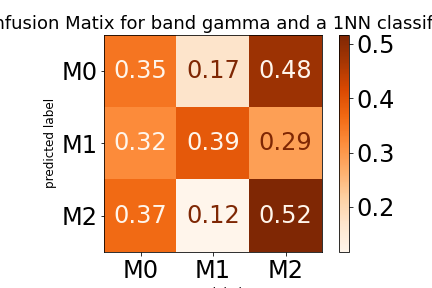 nfusion Matix for band gamma and a 1NN classif
M0 0.35 0.17 0.48
M1 0.32 0.39 0.29
M2 0.37 0.12 0.52
M0 M1 M2
predicted label
0.5
0.4
0.3
0.2